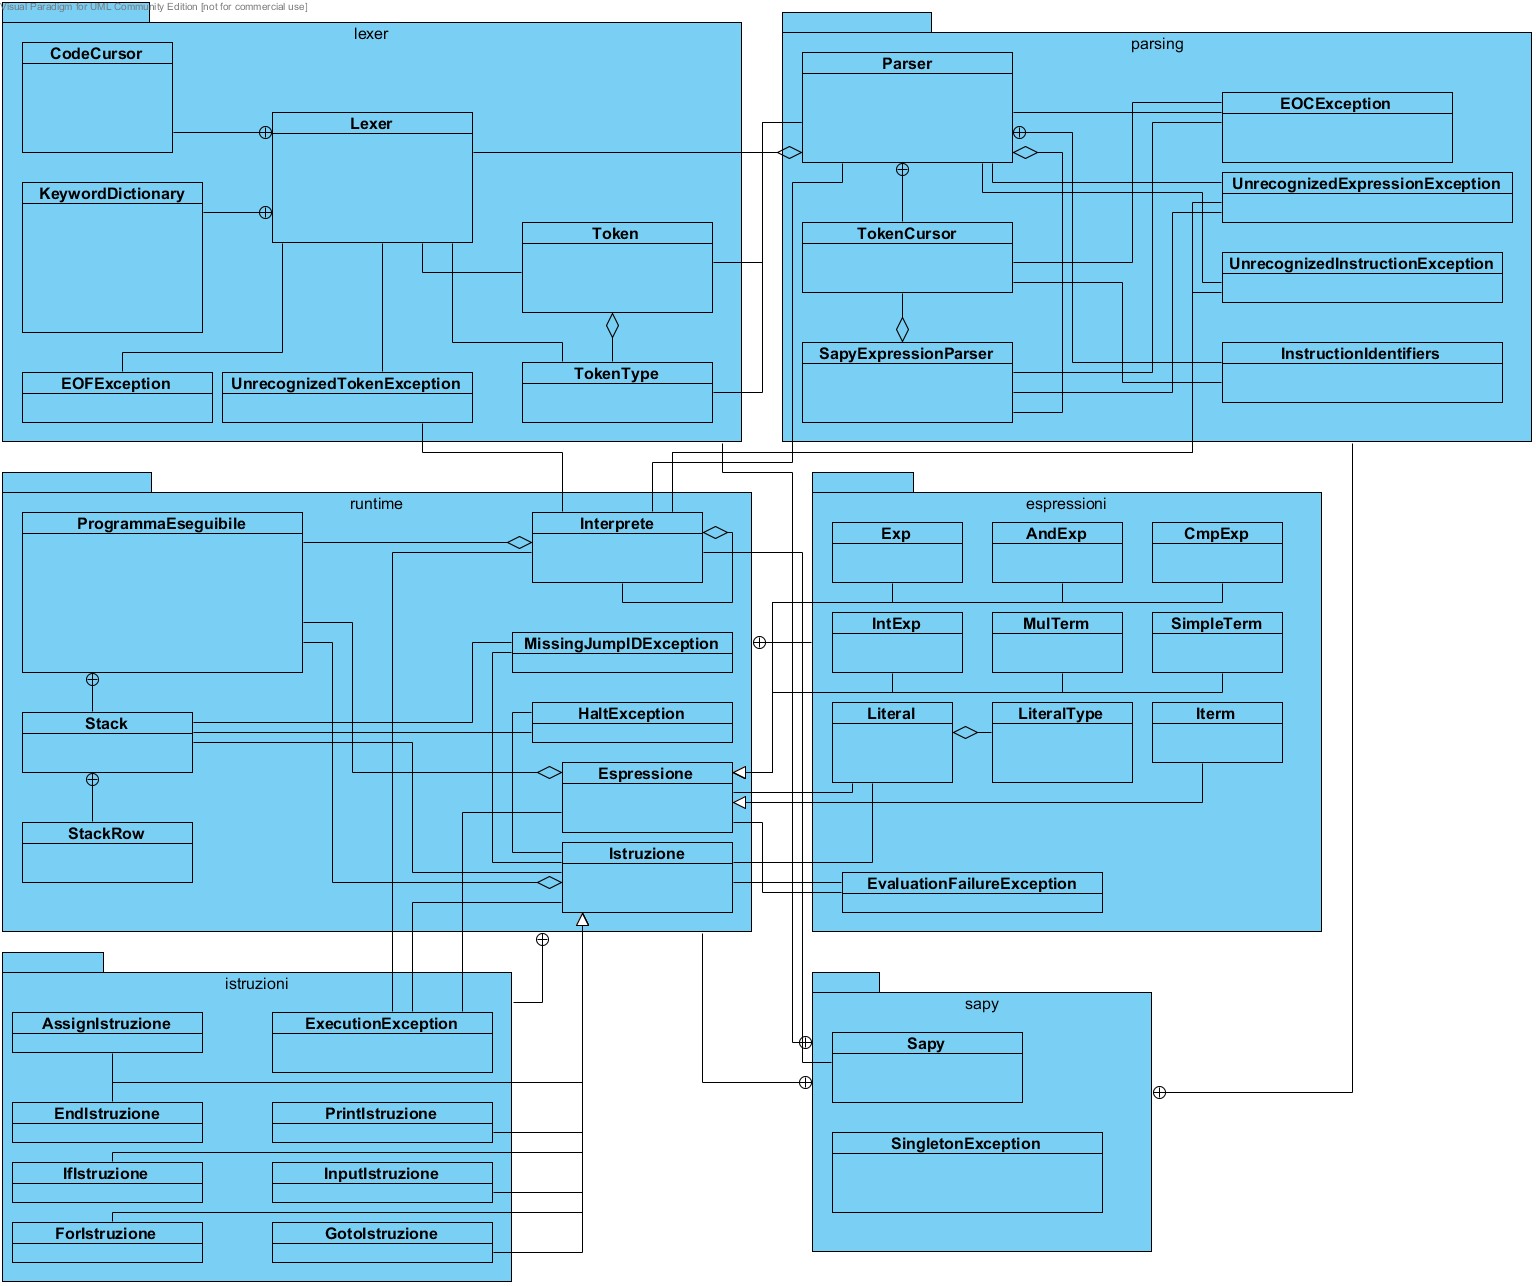 Visual Paradigm for UML Community Edition [not for commercial use]
lexer
CodeCursor
Lexer
KeywordDictionary
Token
EOFException
UnrecognizedTokenException
TokenType
parsing
Parser
EOCException
UnrecognizedExpressionException
TokenCursor
UnrecognizedInstructionException
SapyExpressionParser
InstructionIdentifiers
runtime
ProgrammaEseguibile
Interprete
MissingJumpIDException
HaltException
Stack
Espressione
StackRow
Istruzione
espressioni
Exp
AndExp
CmpExp
IntExp
MulTerm
SimpleTerm
Literal
LiteralType
Iterm
EvaluationFailureException
istruzioni
AssignIstruzione
ExecutionException
EndIstruzione
PrintIstruzione
IfIstruzione
InputIstruzione
ForIstruzione
GotoIstruzione
sapy
Sapy
SingletonException